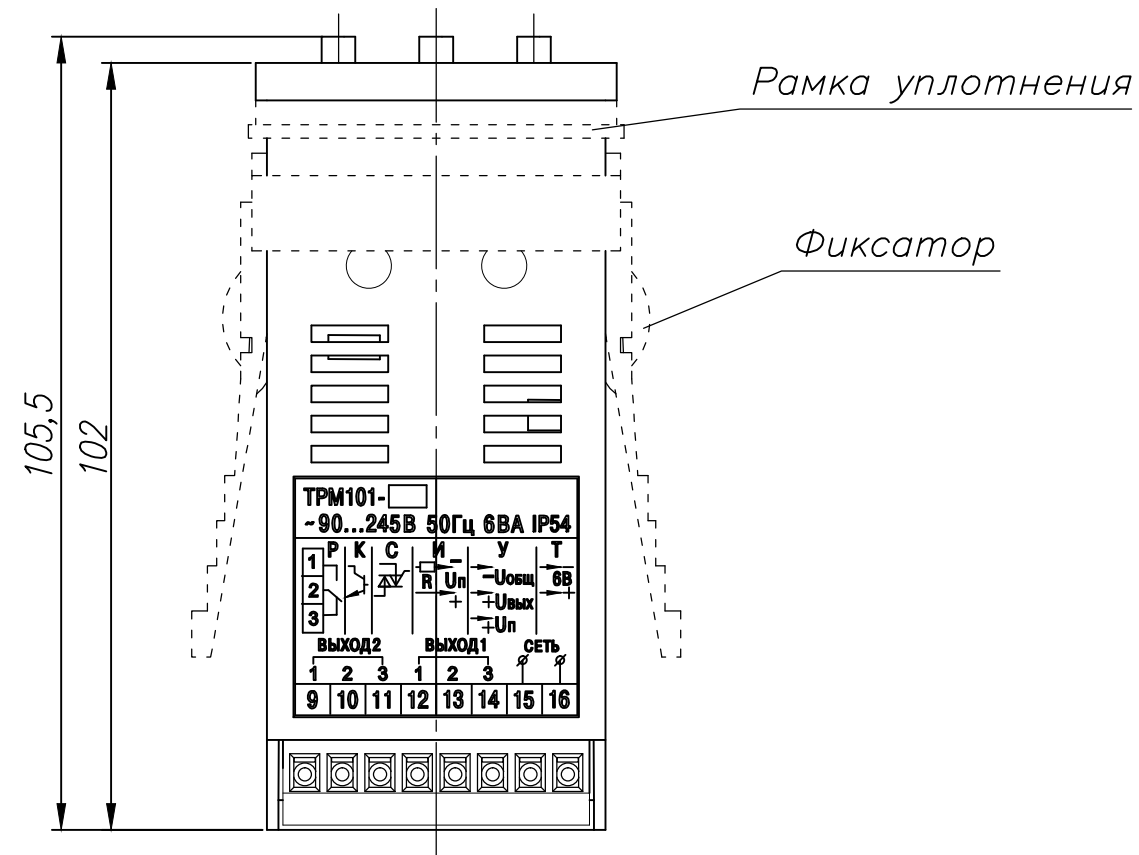 Рамка уплотнения
Фиксатор
105,5
102
ТРМ101-
~90...245В 50Гц 6ВА IP54
Р К С И У Т
1
2
3
R Uп
−
+
−Uобщ
+Uвых
+Uп
−
6В
+
ВЫХОД2 ВЫХОД1 СЕТЬ
1 2 3 1 2 3
9 10 11 12 13 14 15 16